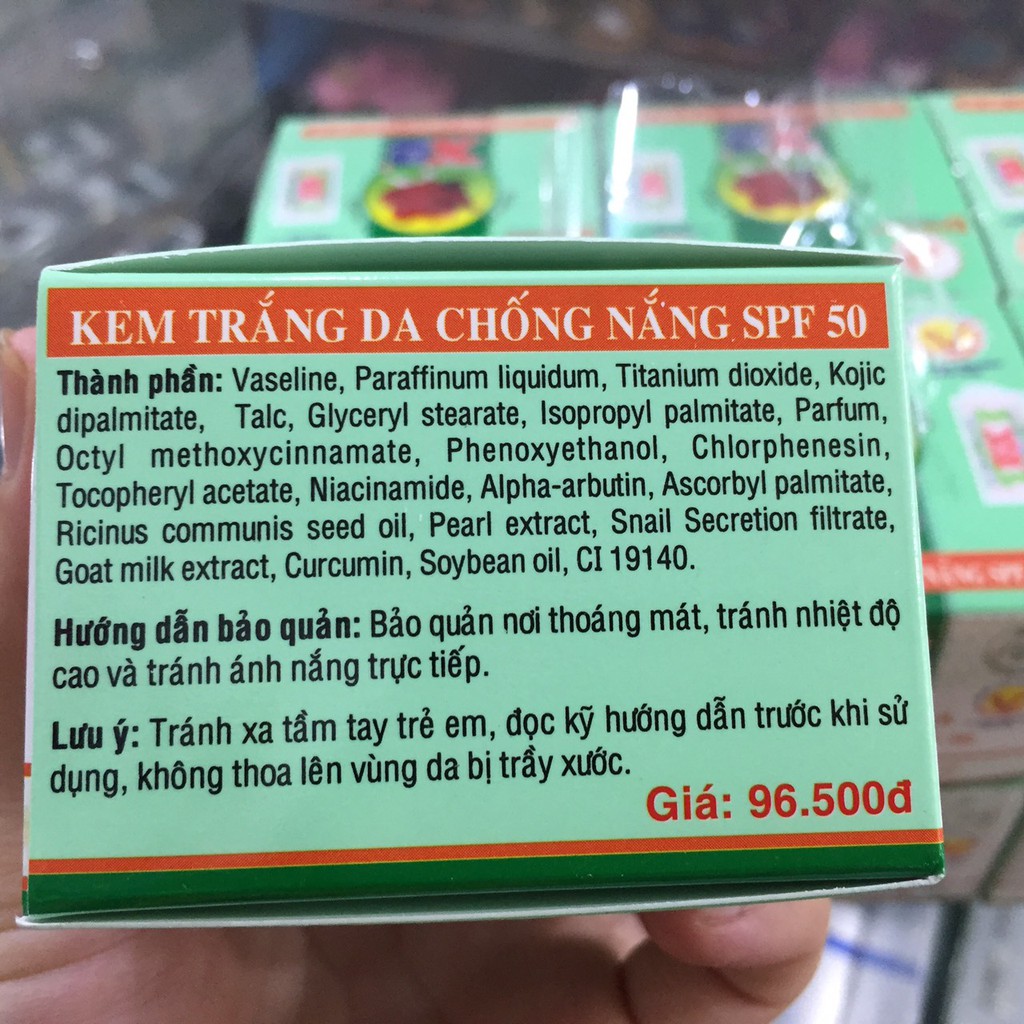 KEM TRẮNG DA CHỐNG NẮNG SPF 50
Thành phần: Vaseline, Paraffinum liquidum, Titanium dioxide, Kojic
dipalmitate, Talc, Glyceryl stearate, Isopropyl palmitate, Parfum,
Octyl methoxycinnamate, Phenoxyethanol, Chlorphenesin,
Tocopheryl acetate, Niacinamide, Alpha-arbutin, Ascorbyl palmitate,
Ricinus communis seed oil, Pearl extract, Snail Secretion filtrate,
Goat milk extract, Curcumin, Soybean oil, CI 19140.
Hướng dẫn bảo quản: Bảo quản nơi thoáng mát, tránh nhiệt độ
cao và tránh ánh nắng trực tiếp.
Lưu ý: Tránh xa tầm tay trẻ em, đọc kỹ hướng dẫn trước khi sử
dụng, không thoa lên vùng da bị trầy xước.
Giá: 96.500đ